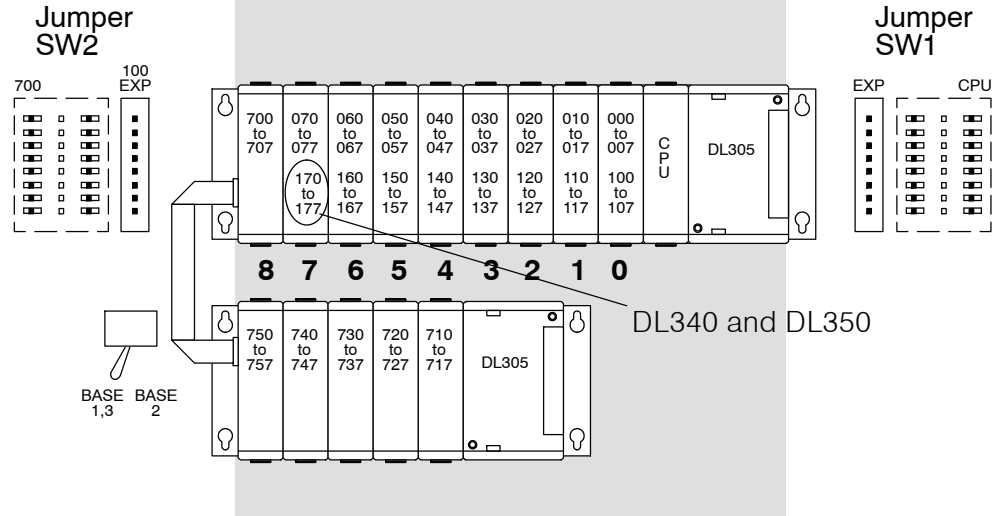 Jumper
SW2
Jumper
SW1
700
100
EXP
EXP
CPU
700
to
707
070
to
077
170
to
177
060
to
067
160
to
167
050
to
057
150
to
157
040
to
047
140
to
147
030
to
037
130
to
137
020
to
027
120
to
127
010
to
017
110
to
117
000
to
007
100
to
107
C
P
U
DL305
8 7 6 5 4 3 2 1 0
DL340 and DL350
750
to
757
740
to
747
730
to
737
720
to
727
710
to
717
DL305
BASE
1,3
BASE
2